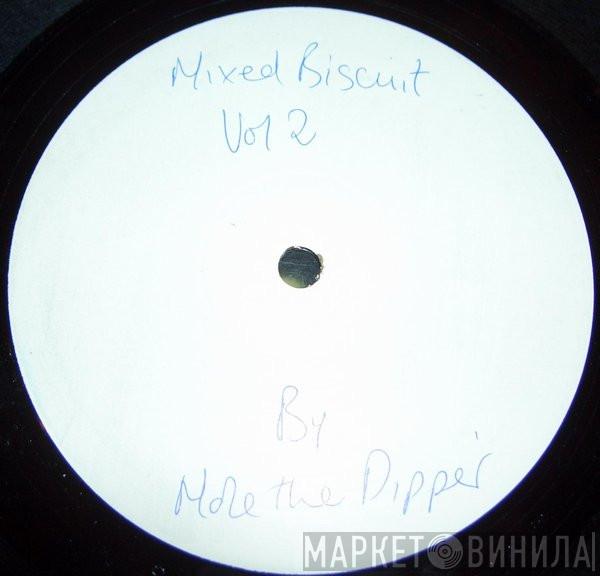 Mixed Biscuit
Vol 2
By
Mole the Dipper
МАРКЕТ ВИНИЛА